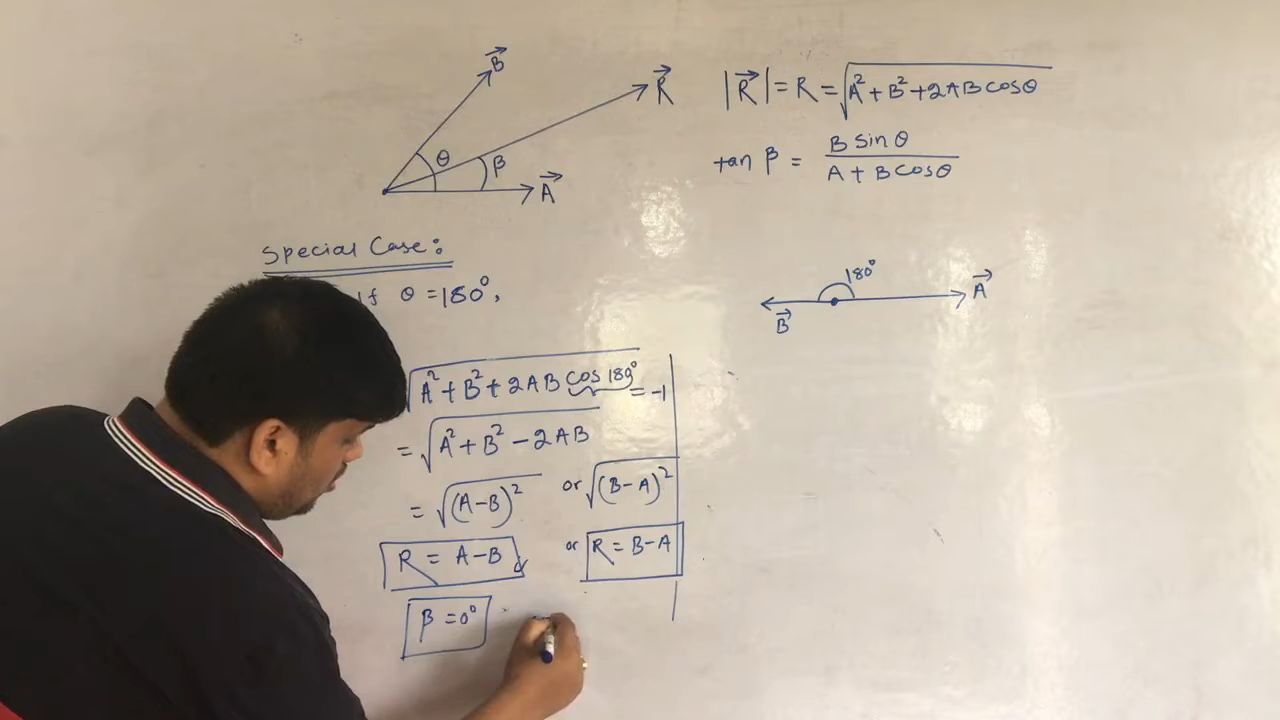 B⃗
R⃗
θ
β
A⃗
|R⃗| = R = √(A² + B² + 2AB cosθ)
tan β = B sin θ / A + B cosθ
Special Case:
If θ = 180°,
180°
A⃗
B⃗
√(A² + B² + 2AB cos 180°) = -1
= √(A² + B² - 2AB)
= √(A-B)² or √(B-A)²
R = A-B or R = B-A
β = 0°